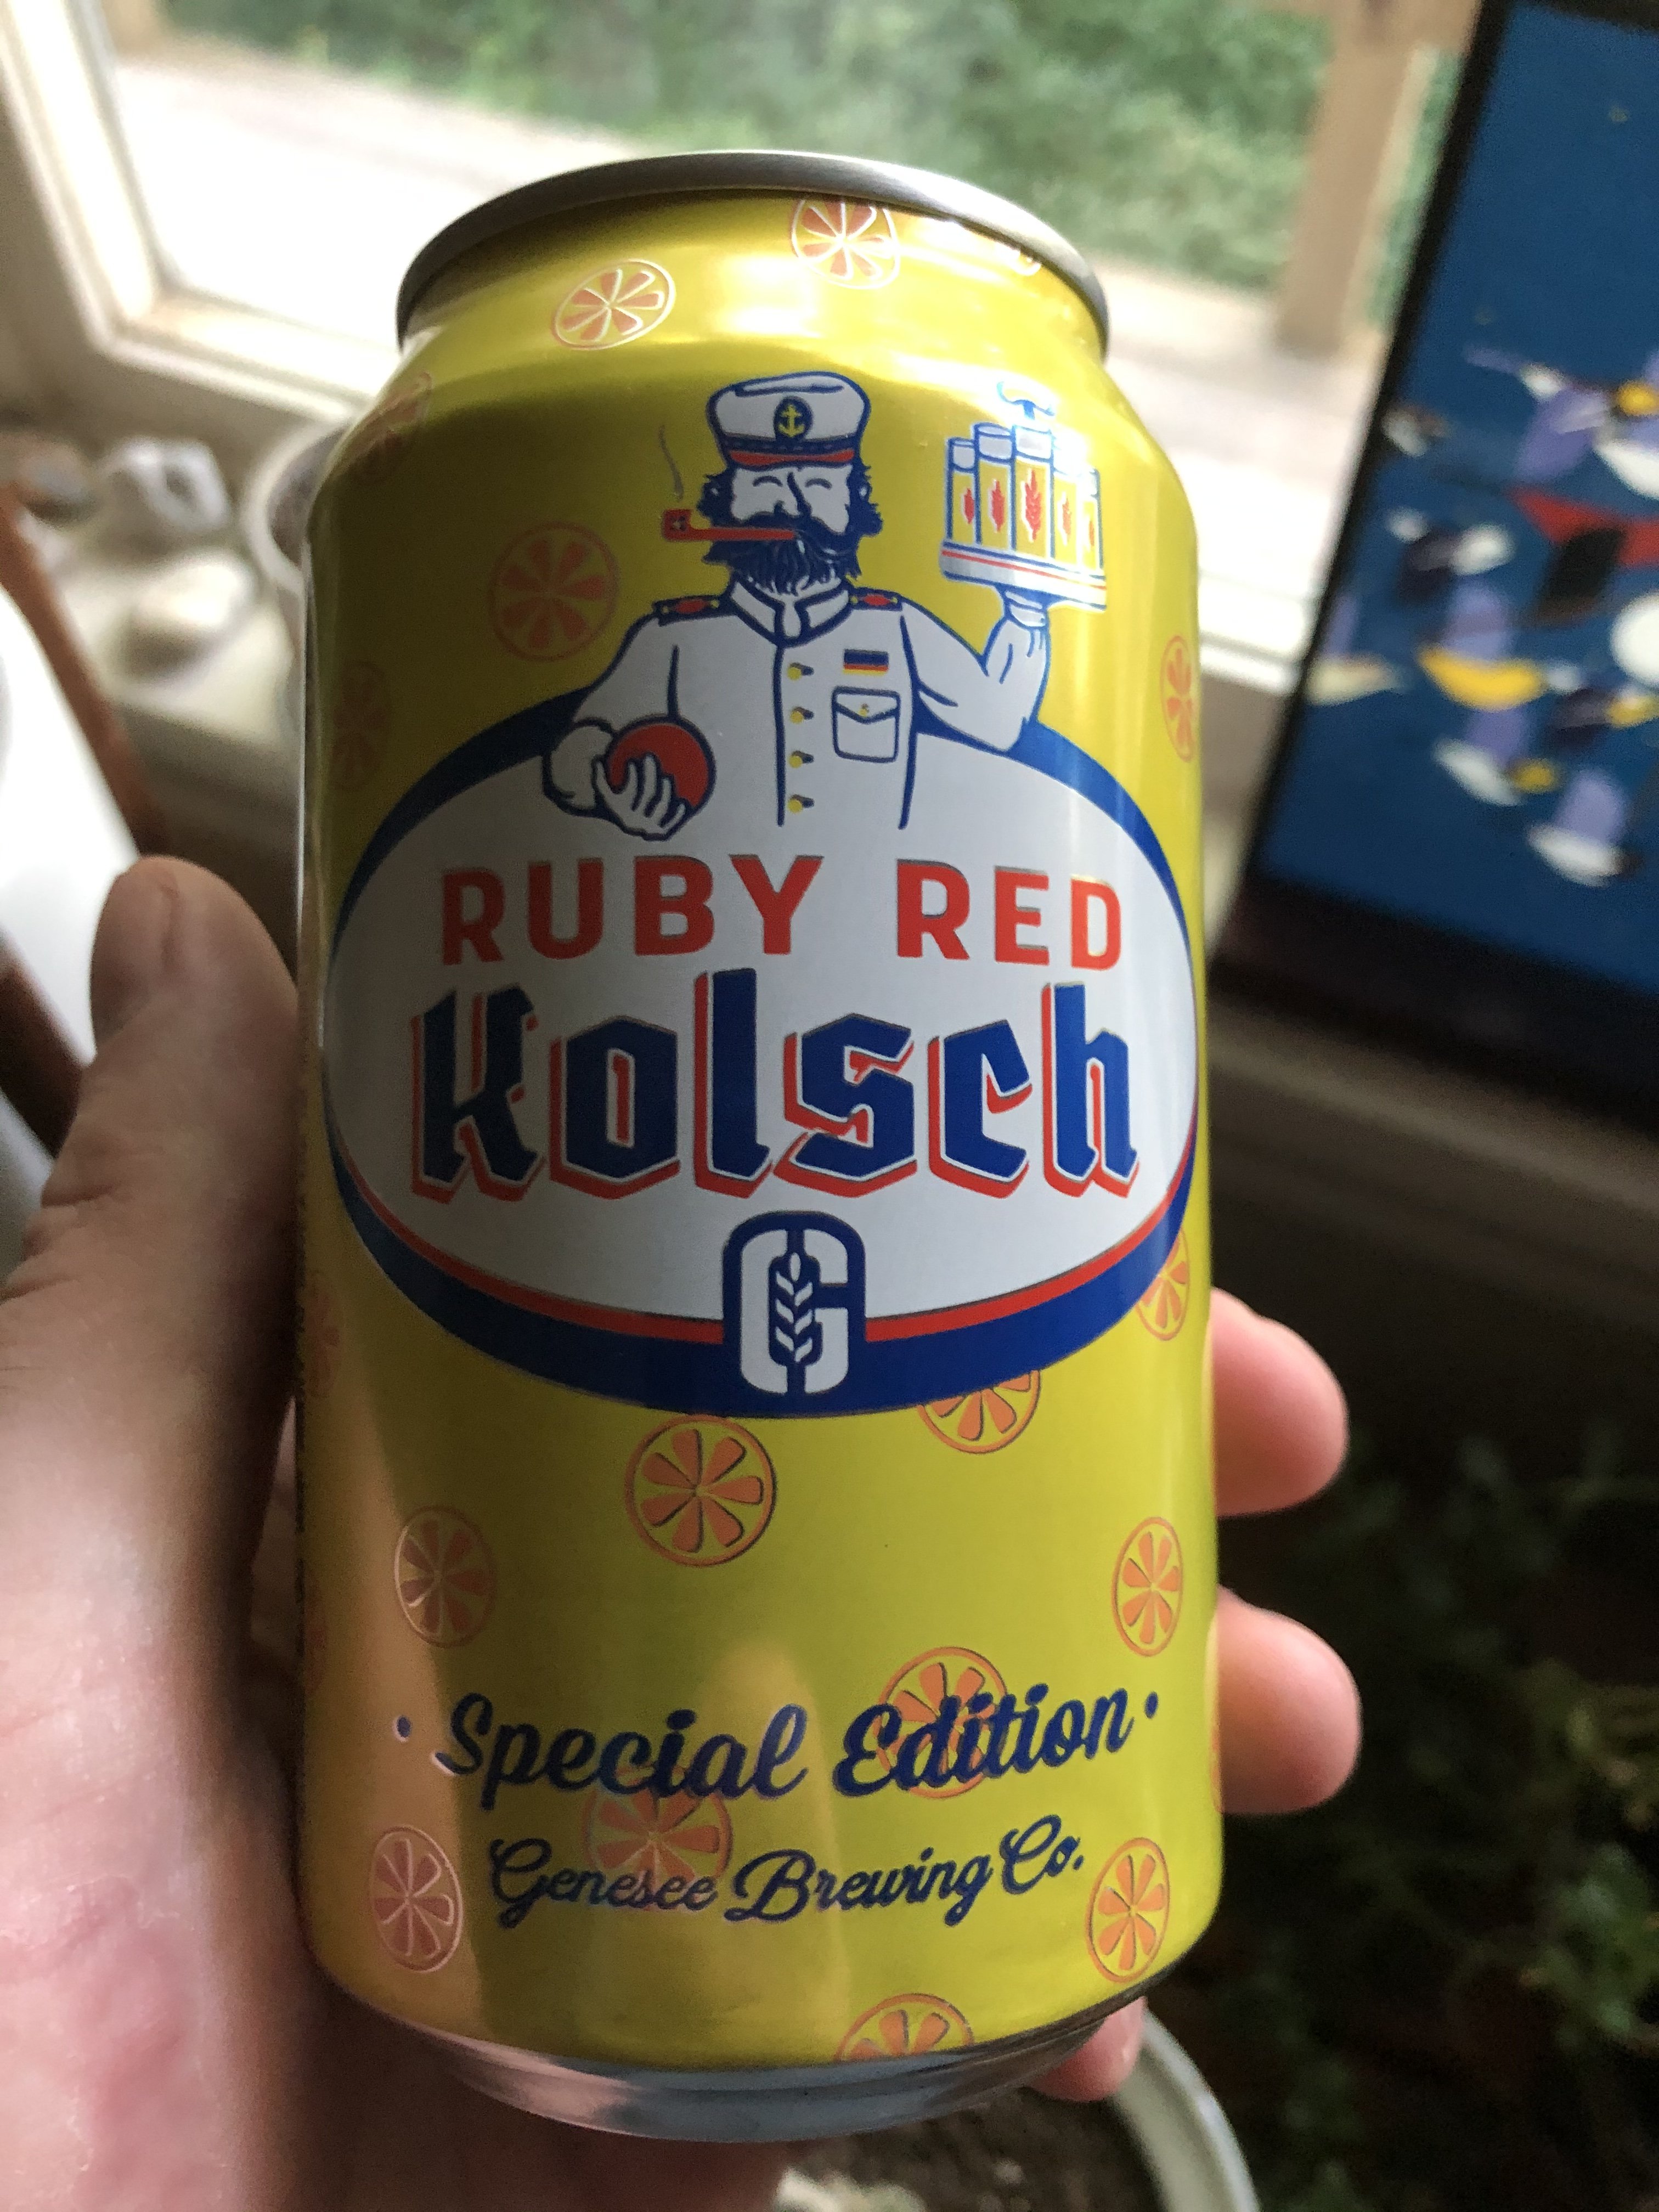 RUBY RED
Kolsch
G
· Special Edition ·
Genesee Brewing Co.